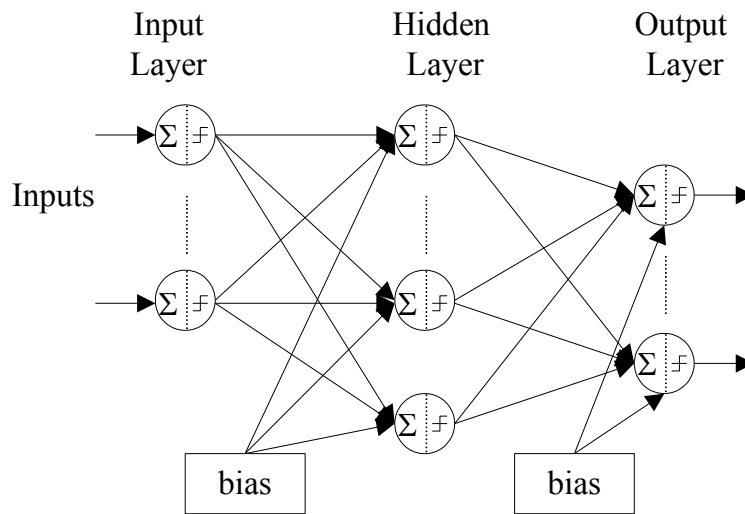 Input
Layer
Hidden
Layer
Output
Layer
Σ
Σ
Inputs
Σ
Σ
Σ
Σ
Σ
bias
bias